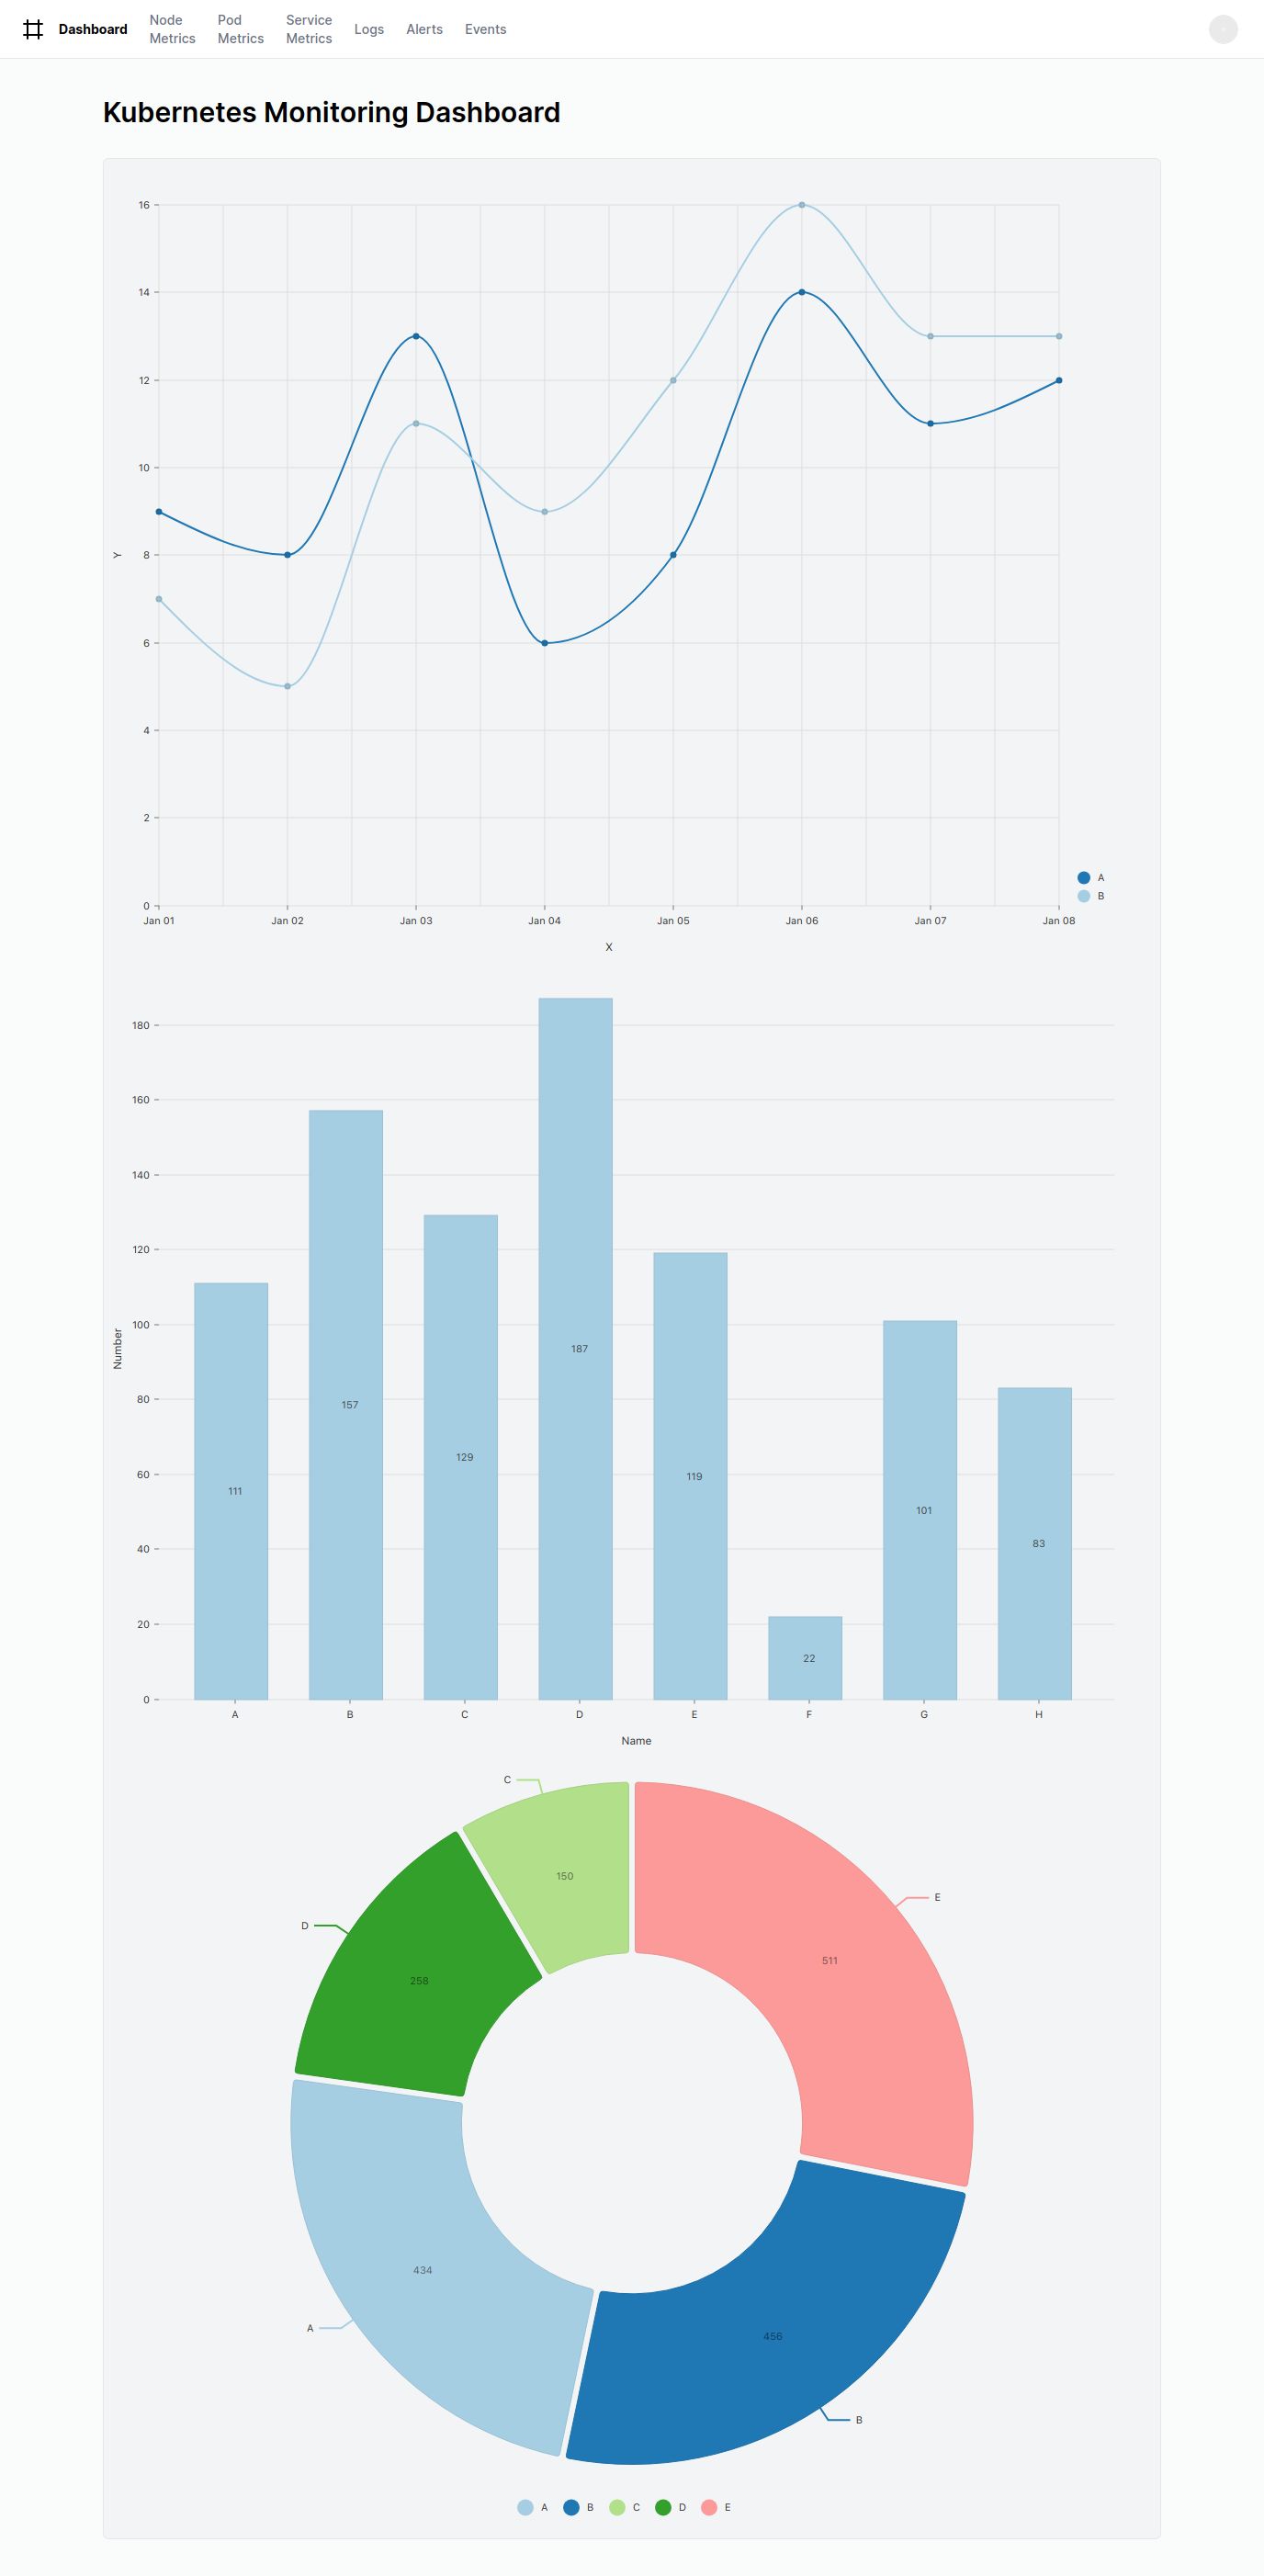 Dashboard
Node
Metrics
Pod
Metrics
Service
Metrics
Logs
Alerts
Events
Kubernetes Monitoring Dashboard
16
14
12
10
8
6
4
2
0
Y
Jan 01
Jan 02
Jan 03
Jan 04
Jan 05
Jan 06
Jan 07
Jan 08
X
A
B
180
160
140
120
100
80
60
40
20
0
Number
111
157
129
187
119
22
101
83
A
B
C
D
E
F
G
H
Name
C
150
E
511
D
258
A
434
B
456
A
B
C
D
E